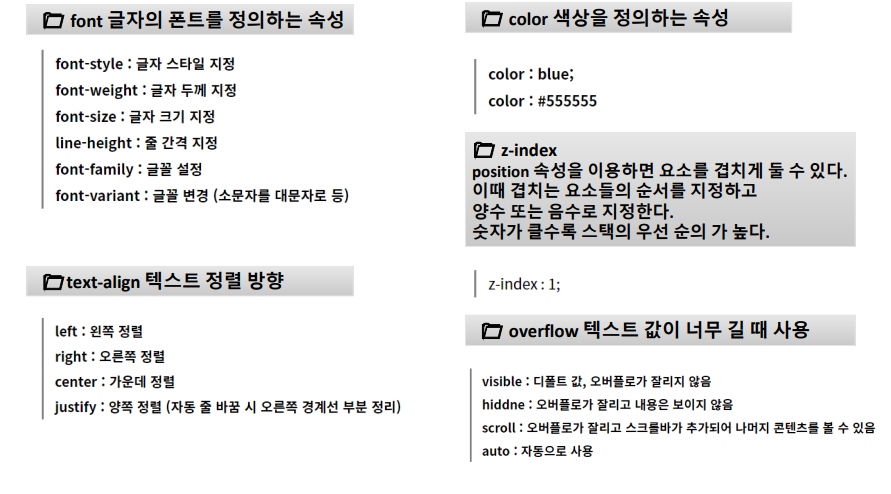 font 글자의 폰트를 정의하는 속성
font-style : 글자 스타일 지정
font-weight : 글자 두께 지정
font-size : 글자 크기 지정
line-height : 줄 간격 지정
font-family : 글꼴 설정
font-variant : 글꼴 변경 (소문자를 대문자로 등)
text-align 텍스트 정렬 방향
left : 왼쪽 정렬
right : 오른쪽 정렬
center : 가운데 정렬
justify : 양쪽 정렬 (자동 줄 바꿈 시 오른쪽 경계선 부분 정리)
color 색상을 정의하는 속성
color : blue;
color : #555555
z-index
position 속성을 이용하면 요소를 겹치게 둘 수 있다.
이때 겹치는 요소들의 순서를 지정하고
양수 또는 음수로 지정한다.
숫자가 클수록 스택의 우선 순의 가 높다.
z-index : 1;
overflow 텍스트 값이 너무 길 때 사용
visible : 디폴트 값, 오버플로가 잘리지 않음
hiddne : 오버플로가 잘리고 내용은 보이지 않음
scroll : 오버플로가 잘리고 스크롤바가 추가되어 나머지 콘텐츠를 볼 수 있음
auto : 자동으로 사용